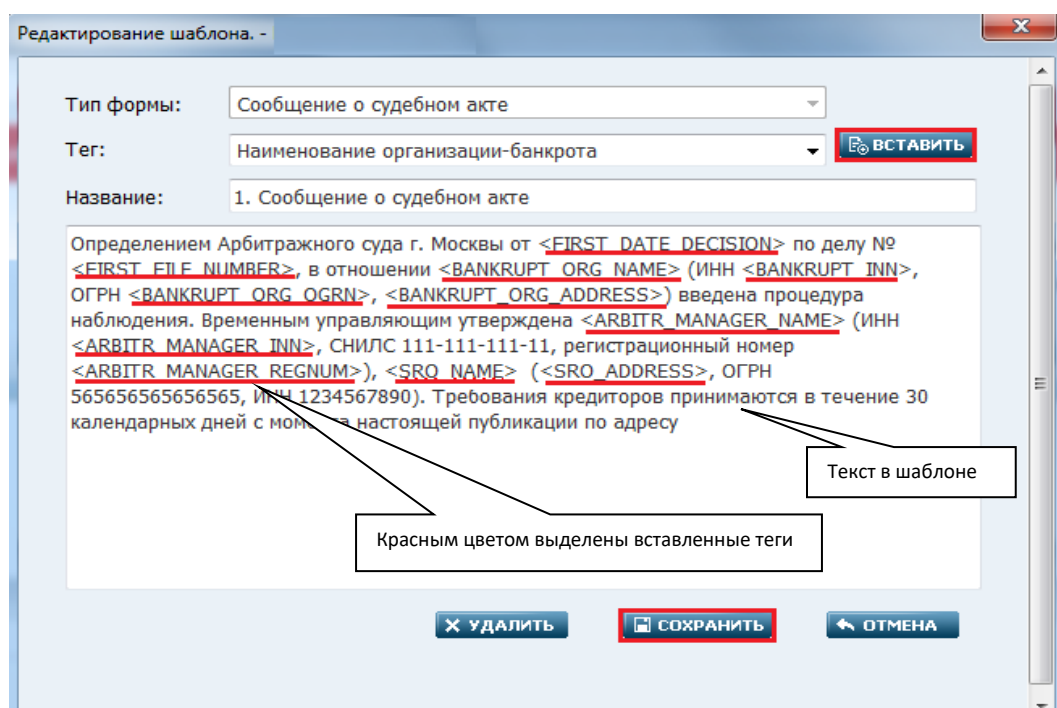 Редактирование шаблона. -
Тип формы: Сообщение о судебном акте
Тег: Наименование организации-банкрота ВСТАВИТЬ
Название: 1. Сообщение о судебном акте
Определением Арбитражного суда г. Москвы от <FIRST_DATE_DECISION> по делу №
<FIRST_FILE_NUMBER>, в отношении <BANKRUPT_ORG_NAME> (ИНН <BANKRUPT_INN>,
ОГРН <BANKRUPT_ORG_OGRN>, <BANKRUPT_ORG_ADDRESS>) введена процедура
наблюдения. Временным управляющим утверждена <ARBITR_MANAGER_NAME> (ИНН
<ARBITR_MANAGER_INN>, СНИЛС 111-111-111-11, регистрационный номер
<ARBITR_MANAGER_REGNUM>), <SRO_NAME> (<SRO_ADDRESS>, ОГРН
565656565656565, ИНН 1234567890). Требования кредиторов принимаются в течение 30
календарных дней с момента настоящей публикации по адресу
Текст в шаблоне
Красным цветом выделены вставленные теги
УДАЛИТЬ СОХРАНИТЬ ОТМЕНА